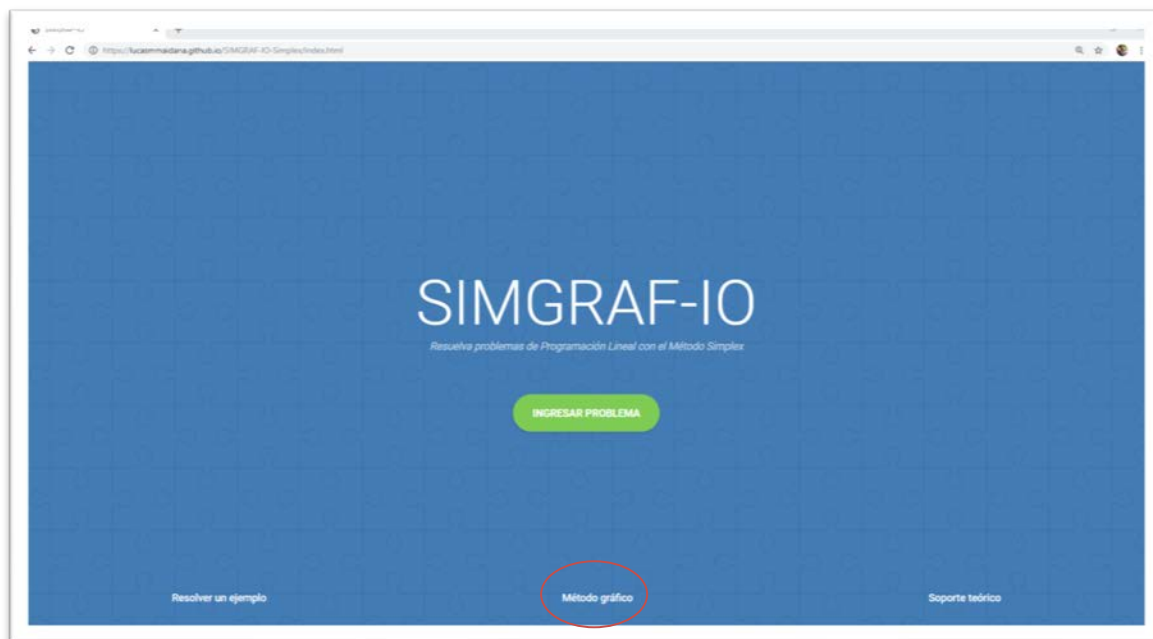 https://lucasmmaidana.github.io/SIMGRAF-IO-Simplex/index.html
SIMGRAF-IO
Resuelva problemas de Programación Lineal con el Método Simplex
INGRESAR PROBLEMA
Resolver un ejemplo
Método gráfico
Soporte teórico